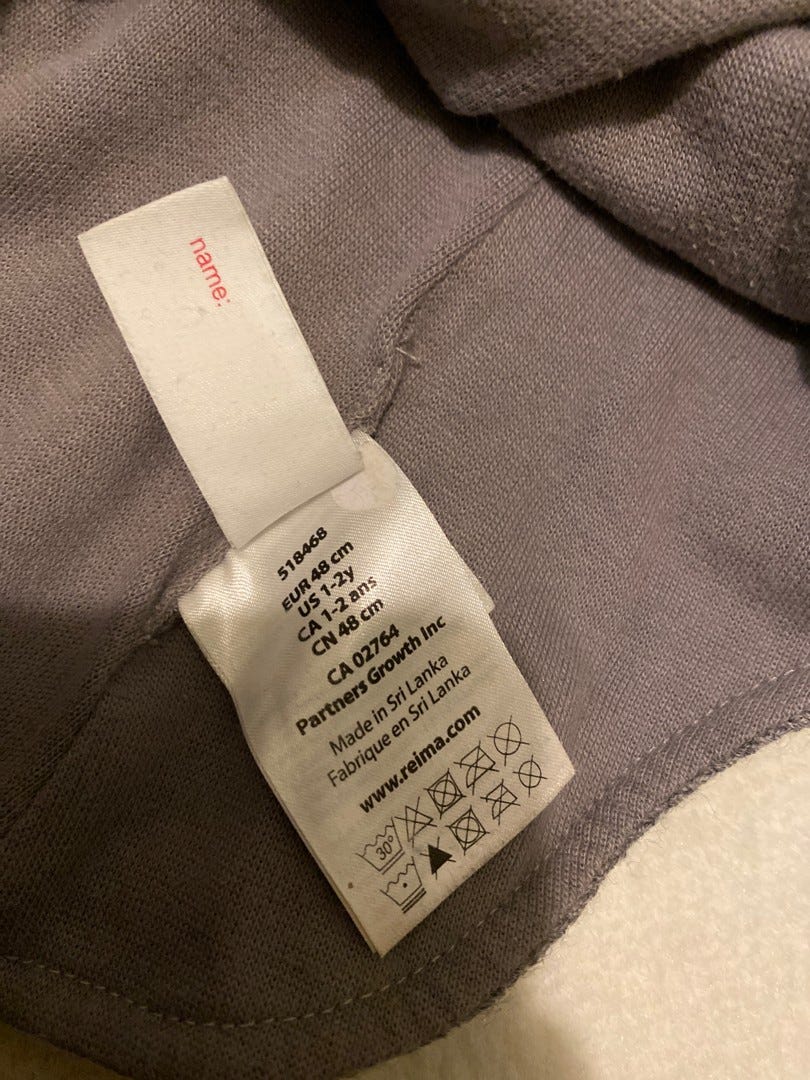 name:
518468
EUR 48 cm
US 1-2y
CA 1-2 ans
CN 48 cm
CA 02764
Partners Growth Inc
Made in Sri Lanka
Fabrique en Sri Lanka
www.reima.com
30°